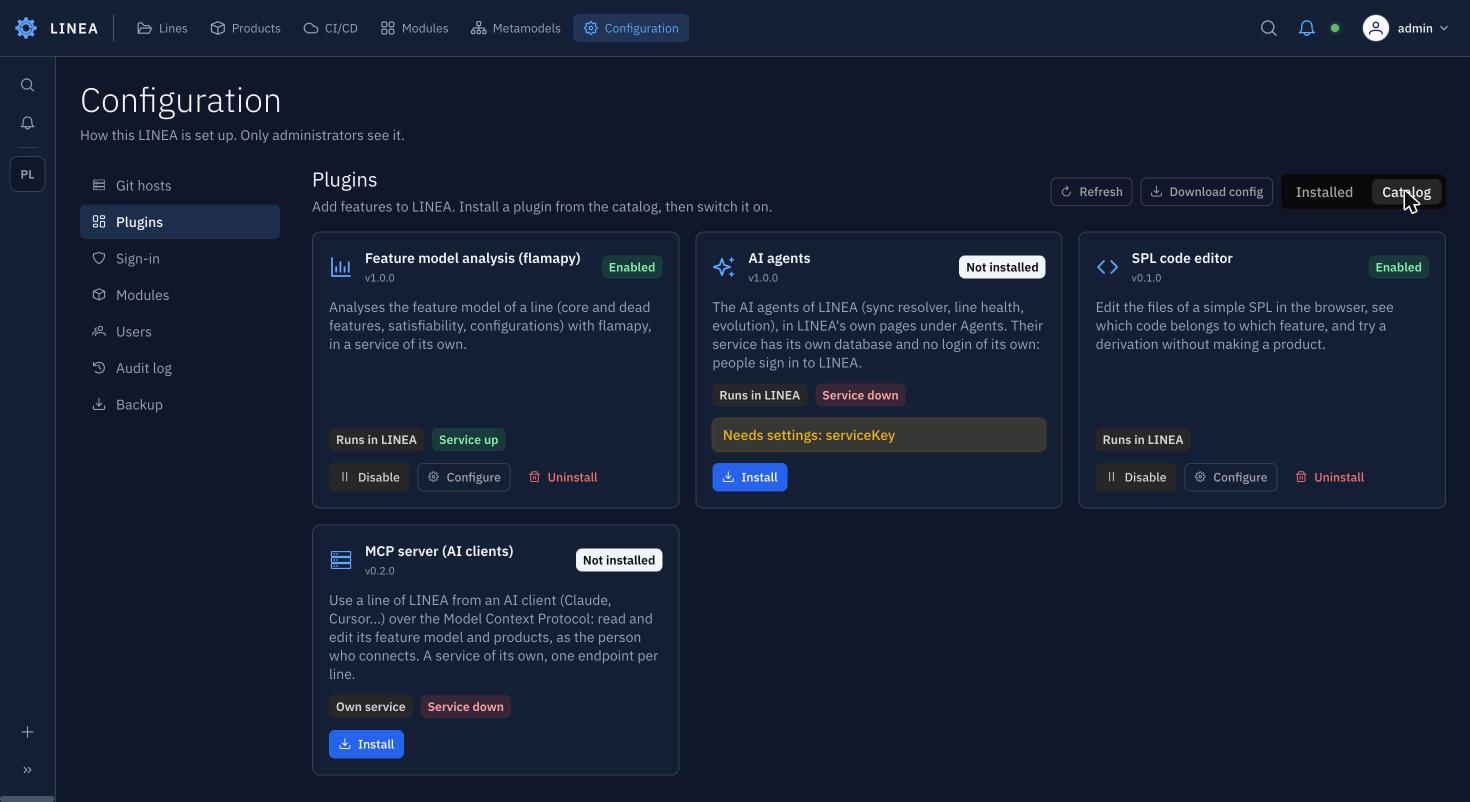 LINEA
Lines
Products
CI/CD
Modules
Metamodels
Configuration
admin
PL
Configuration
How this LINEA is set up. Only administrators see it.
Git hosts
Plugins
Sign-in
Modules
Users
Audit log
Backup
Plugins
Add features to LINEA. Install a plugin from the catalog, then switch it on.
Refresh
Download config
Installed
Catalog
Feature model analysis (flamapy)
v1.0.0
Enabled
Analyses the feature model of a line (core and dead
features, satisfiability, configurations) with flamapy,
in a service of its own.
Runs in LINEA
Service up
Disable
Configure
Uninstall
AI agents
v1.0.0
Not installed
The AI agents of LINEA (sync resolver, line health,
evolution), in LINEA's own pages under Agents. Their
service has its own database and no login of its own:
people sign in to LINEA.
Runs in LINEA
Service down
Needs settings: serviceKey
Install
SPL code editor
v0.1.0
Enabled
Edit the files of a simple SPL in the browser, see
which code belongs to which feature, and try a
derivation without making a product.
Runs in LINEA
Disable
Configure
Uninstall
MCP server (AI clients)
v0.2.0
Not installed
Use a line of LINEA from an AI client (Claude,
Cursor...) over the Model Context Protocol: read and
edit its feature model and products, as the person
who connects. A service of its own, one endpoint per
line.
Own service
Service down
Install